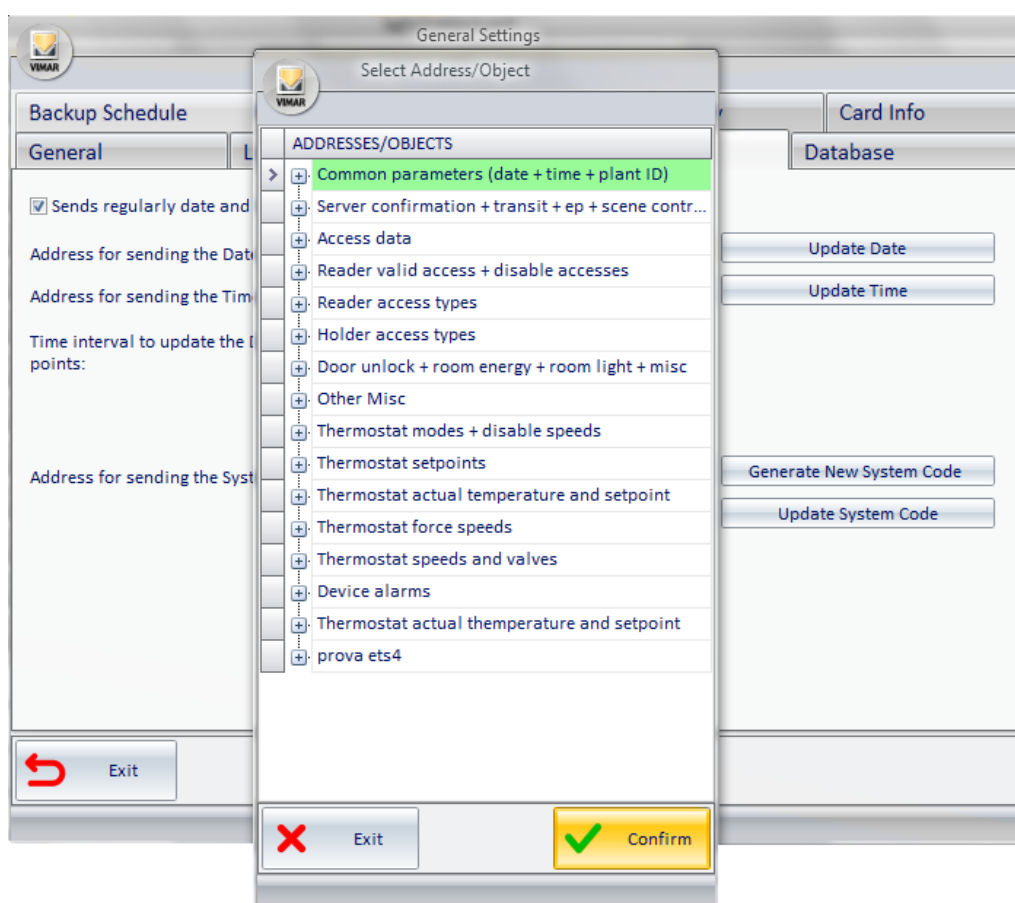 General Settings
VIMAR
Select Address/Object
VIMAR
Backup Schedule
Card Info
General
Database
ADDRESSES/OBJECTS
Common parameters (date + time + plant ID)
Sends regularly date and
Server confirmation + transit + ep + scene contr...
Access data
Address for sending the
Update Date
Reader valid access + disable accesses
Address for sending the
Update Time
Reader access types
Time interval to update the
points:
Holder access types
Door unlock + room energy + room light + misc
Other Misc
Thermostat modes + disable speeds
Thermostat setpoints
Address for sending the
Generate New System Code
Thermostat actual temperature and setpoint
Update System Code
Thermostat force speeds
Thermostat speeds and valves
Device alarms
Thermostat actual themperature and setpoint
prova ets4
Exit
Exit
Confirm